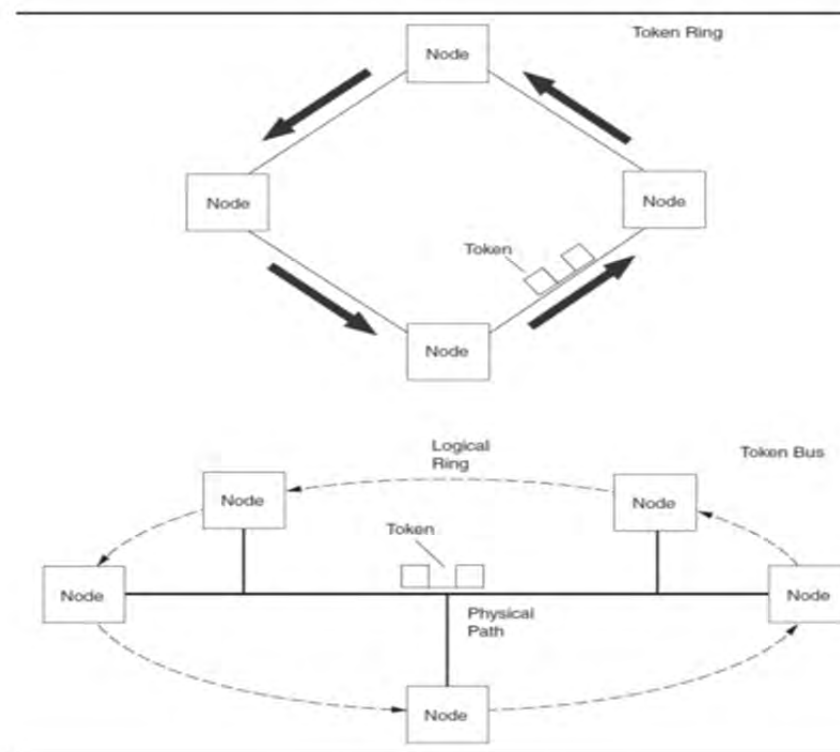 Token Ring
Node
Node
Node
Token
Node
Logical
Ring
Token Bus
Node
Node
Token
Node
Node
Physical
Path
Node